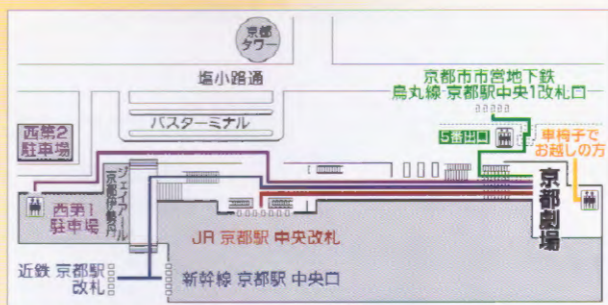 京都
タワー
塩小路通
京都市市営地下鉄
烏丸線 京都駅中央1改札口
バスターミナル
西第2
駐車場
5番出口
車椅子で
お越しの方
ジェイアール
京都伊勢丹
京都劇場
西第1
駐車場
JR 京都駅 中央改札
近鉄 京都駅
改札
新幹線 京都駅 中央口